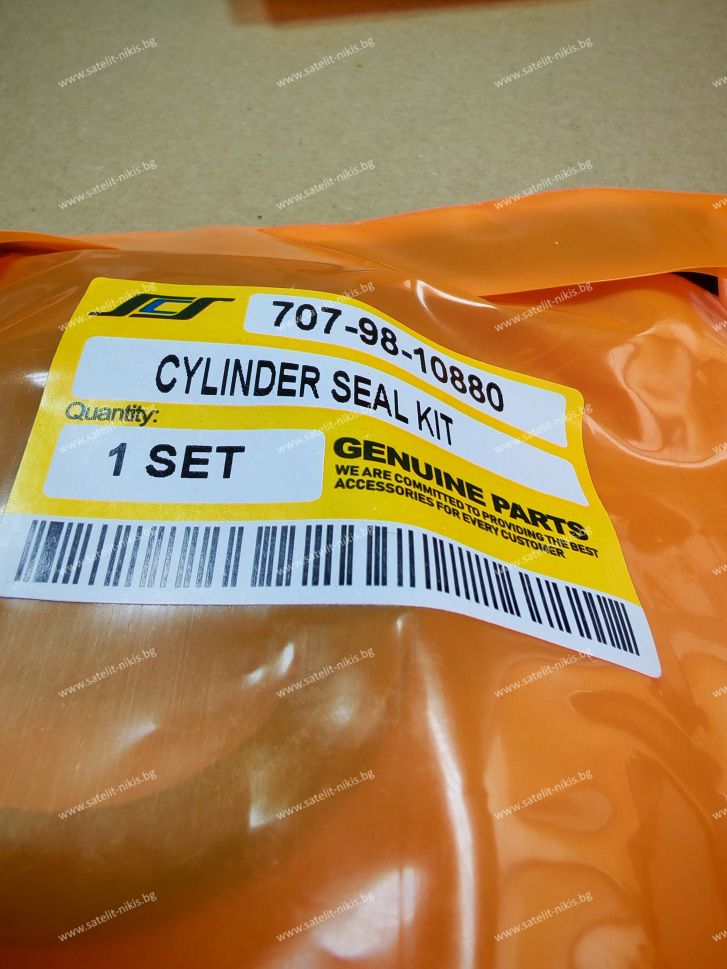 SCS
707-98-10880
CYLINDER SEAL KIT
Quantity:
1 SET
GENUINE PARTS
WE ARE COMMITTED TO PROVIDING THE BEST
ACCESSORIES FOR EVERY CUSTOMER
www.satelit-nikis.bg